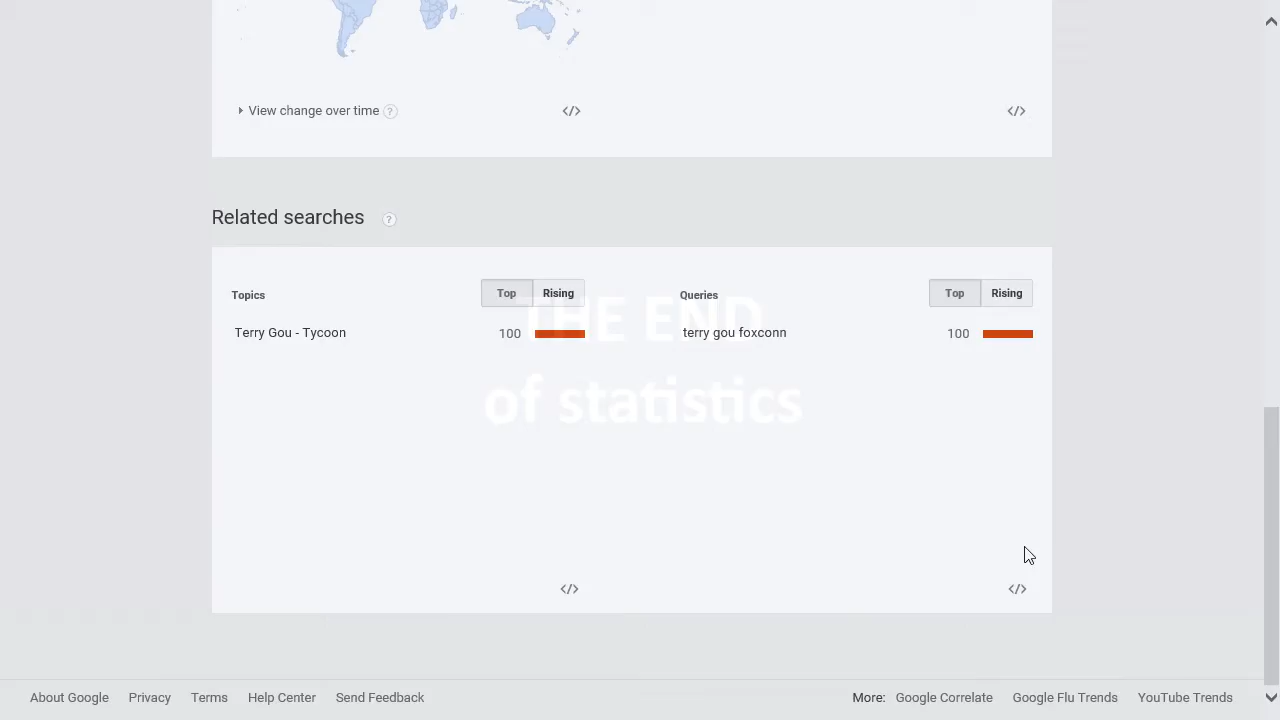 View change over time ?
</>
</>
Related searches ?
Topics
Top
Rising
Queries
Top
Rising
Terry Gou - Tycoon
100
terry gou foxconn
100
THE END
of statistics
</>
</>
About Google
Privacy
Terms
Help Center
Send Feedback
More:
Google Correlate
Google Flu Trends
YouTube Trends